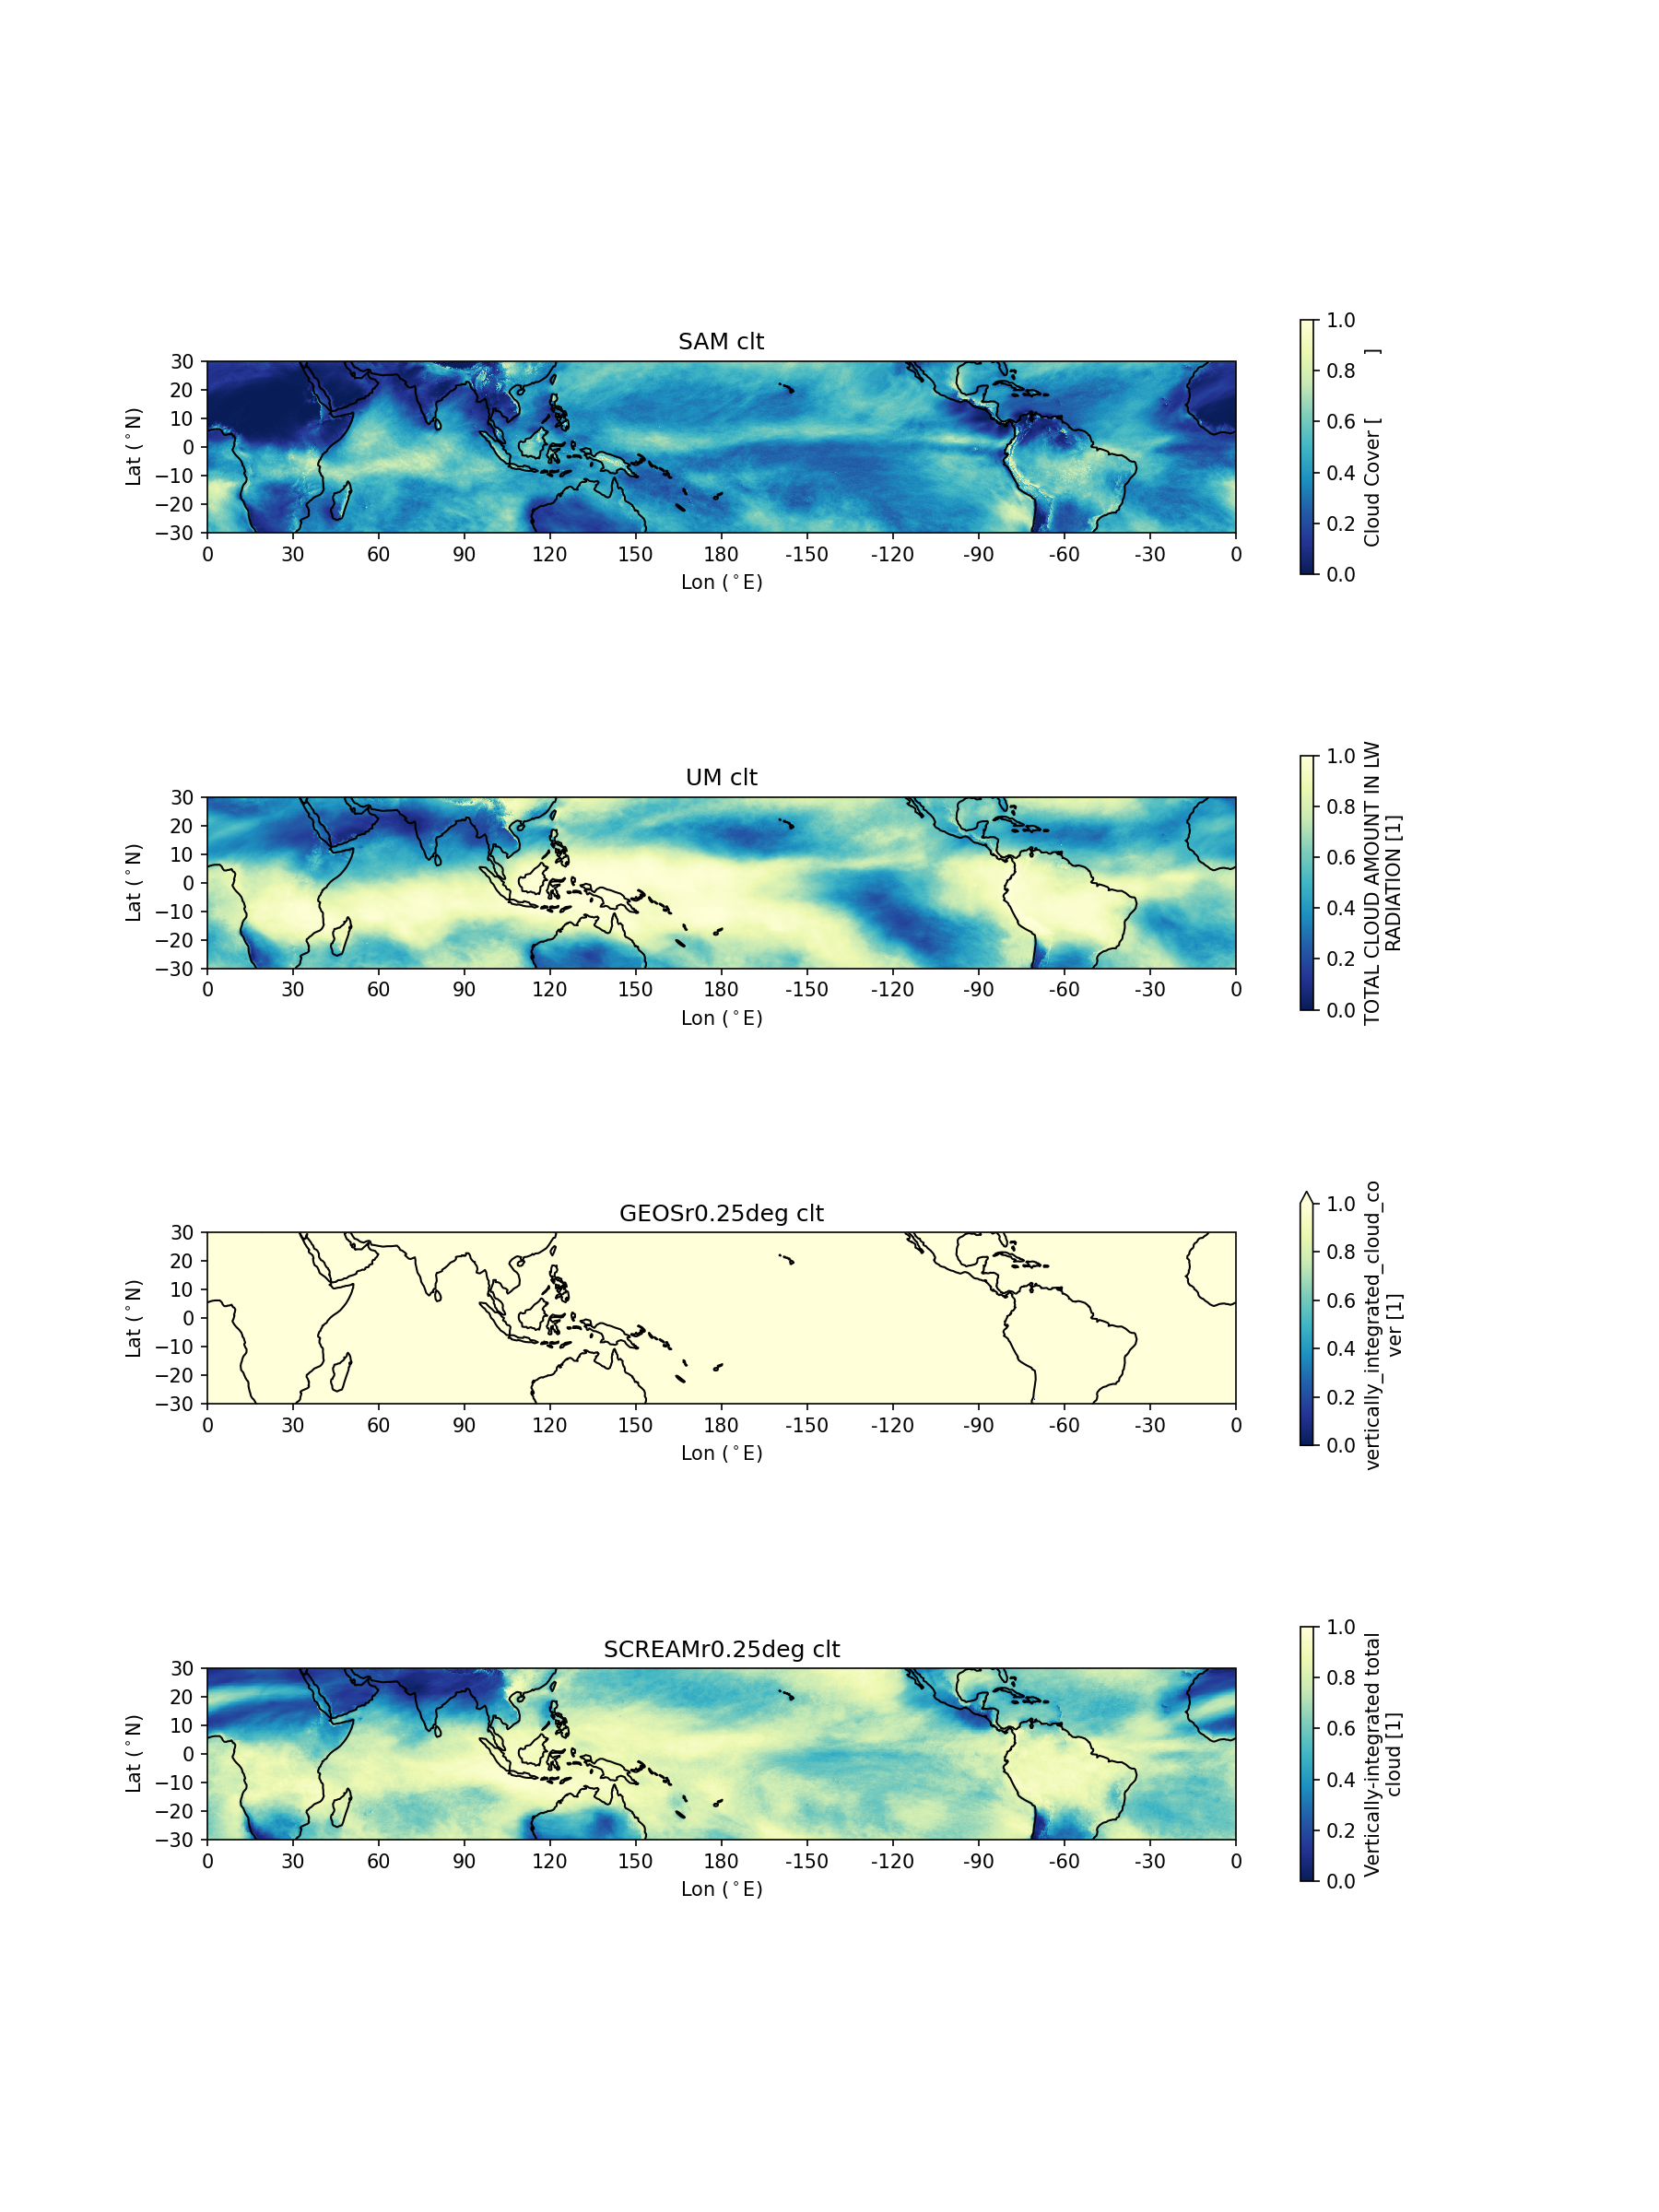 SAM clt
30
20
10
0
−10
−20
−30
Lat (°N)
0 30 60 90 120 150 180 -150 -120 -90 -60 -30 0
Lon (°E)
1.0
0.8
0.6
0.4
0.2
0.0
Cloud Cover [ ]
UM clt
30
20
10
0
−10
−20
−30
Lat (°N)
0 30 60 90 120 150 180 -150 -120 -90 -60 -30 0
Lon (°E)
1.0
0.8
0.6
0.4
0.2
0.0
TOTAL CLOUD AMOUNT IN LW
RADIATION [1]
GEOSr0.25deg clt
30
20
10
0
−10
−20
−30
Lat (°N)
0 30 60 90 120 150 180 -150 -120 -90 -60 -30 0
Lon (°E)
1.0
0.8
0.6
0.4
0.2
0.0
vertically_integrated_cloud_co
ver [1]
SCREAMr0.25deg clt
30
20
10
0
−10
−20
−30
Lat (°N)
0 30 60 90 120 150 180 -150 -120 -90 -60 -30 0
Lon (°E)
1.0
0.8
0.6
0.4
0.2
0.0
Vertically-integrated total
cloud [1]